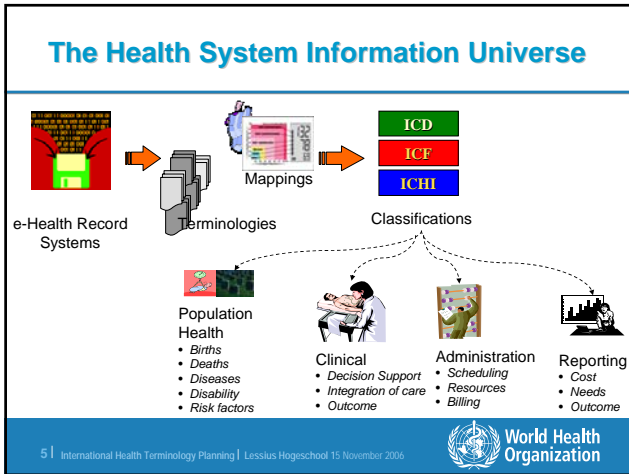 The Health System Information Universe
ICD
ICF
ICHI
Mappings
e-Health Record
Systems
Terminologies
Classifications
Population
Health
• Births
• Deaths
• Diseases
• Disability
• Risk factors
Clinical
• Decision Support
• Integration of care
• Outcome
Administration
• Scheduling
• Resources
• Billing
Reporting
• Cost
• Needs
• Outcome
5 | International Health Terminology Planning | Lessius Hogeschool 15 November 2006
World Health
Organization